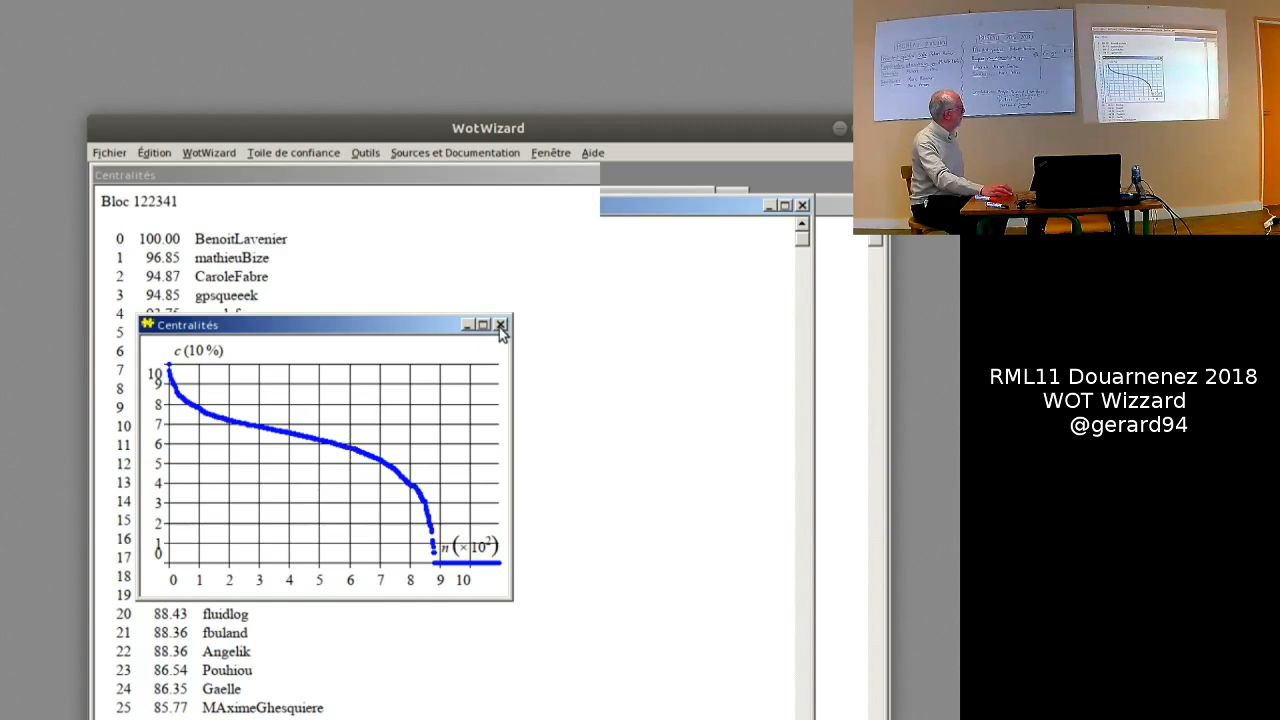 WotWizard
Fichier Édition WotWizard Toile de confiance Outils Sources et Documentation Fenêtre Aide
Centralités
Bloc 122341
0 100.00 BenoitLavenier
1 96.85 mathieuBize
2 94.87 CaroleFabre
3 94.85 gpsqueeek
4
5
6
7
8
9
10
11
12
13
14
15
16
17
18
19
20 88.43 fluidlog
21 88.36 fbuland
22 88.36 Angelik
23 86.54 Pouhiou
24 86.35 Gaelle
25 85.77 MAximeGhesquiere
Centralités
c (10 %)
10
9
8
7
6
5
4
3
2
1
0
n (× 10²)
0 1 2 3 4 5 6 7 8 9 10
RML11 Douarnenez 2018
WOT Wizzard
@gerard94